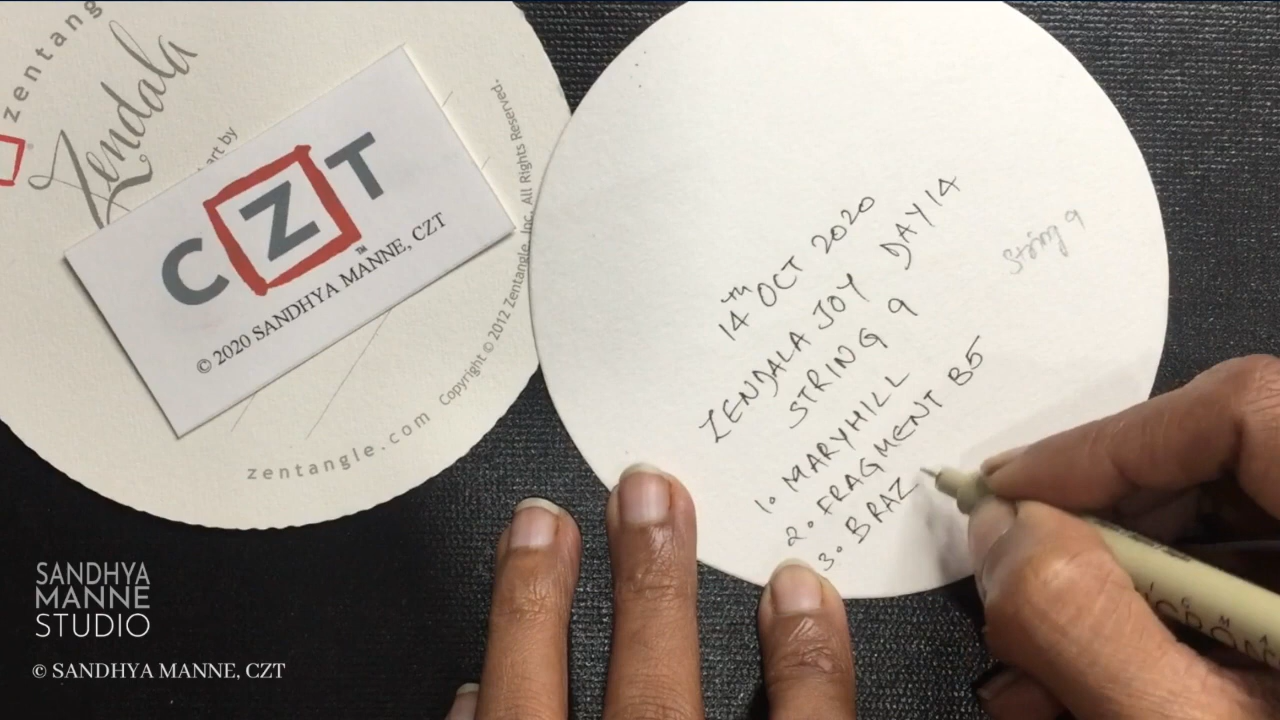 zentang
Zendala
art by
CZT
™
© 2020 SANDHYA MANNE, CZT
Copyright © 2012 Zentangle, Inc. All Rights Reserved.
zentangle.com
14th OCT 2020
ZENDALA JOY DAY 14
STRING 9
1. MARYHILL
2. FRAGMENT B5
3. BRAZ
String 9
SANDHYA
MANNE
STUDIO
© SANDHYA MANNE, CZT